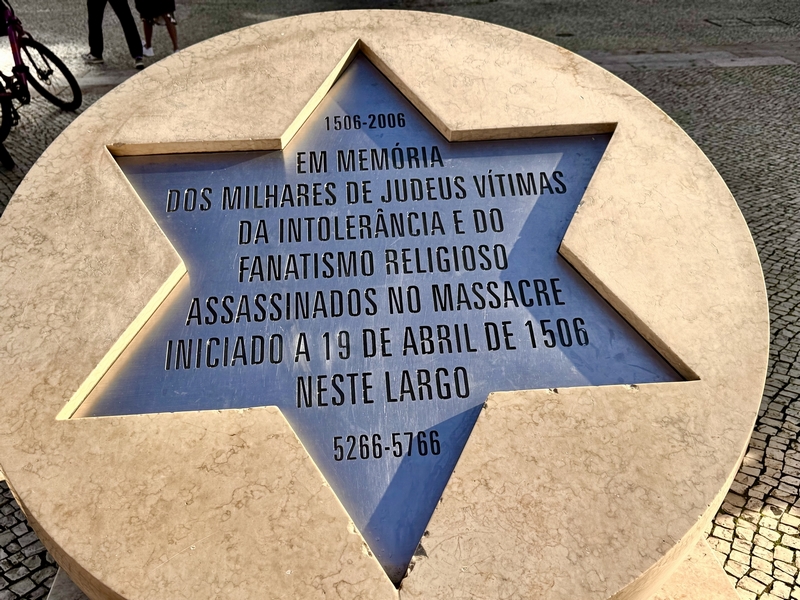 1506-2006
EM MEMÓRIA
DOS MILHARES DE JUDEUS VÍTIMAS
DA INTOLERÂNCIA E DO
FANATISMO RELIGIOSO
ASSASSINADOS NO MASSACRE
INICIADO A 19 DE ABRIL DE 1506
NESTE LARGO
5266-5766